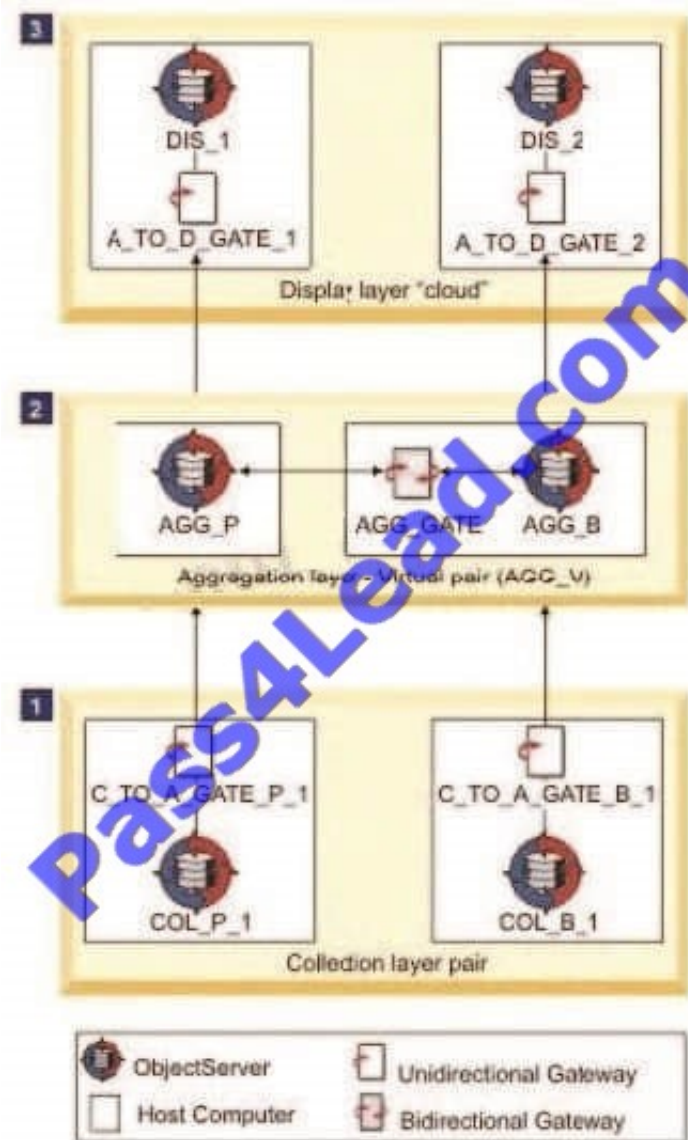 3
DIS_1
DIS_2
A_TO_D_GATE_1
A_TO_D_GATE_2
Display layer "cloud"
2
AGG_P
AGG_GATE
AGG_B
Aggregation layer - Virtual pair (AGG_V)
1
C_TO_A_GATE_P_1
C_TO_A_GATE_B_1
COL_P_1
COL_B_1
Collection layer pair
ObjectServer
Unidirectional Gateway
Host Computer
Bidirectional Gateway
Pass4Lead.com